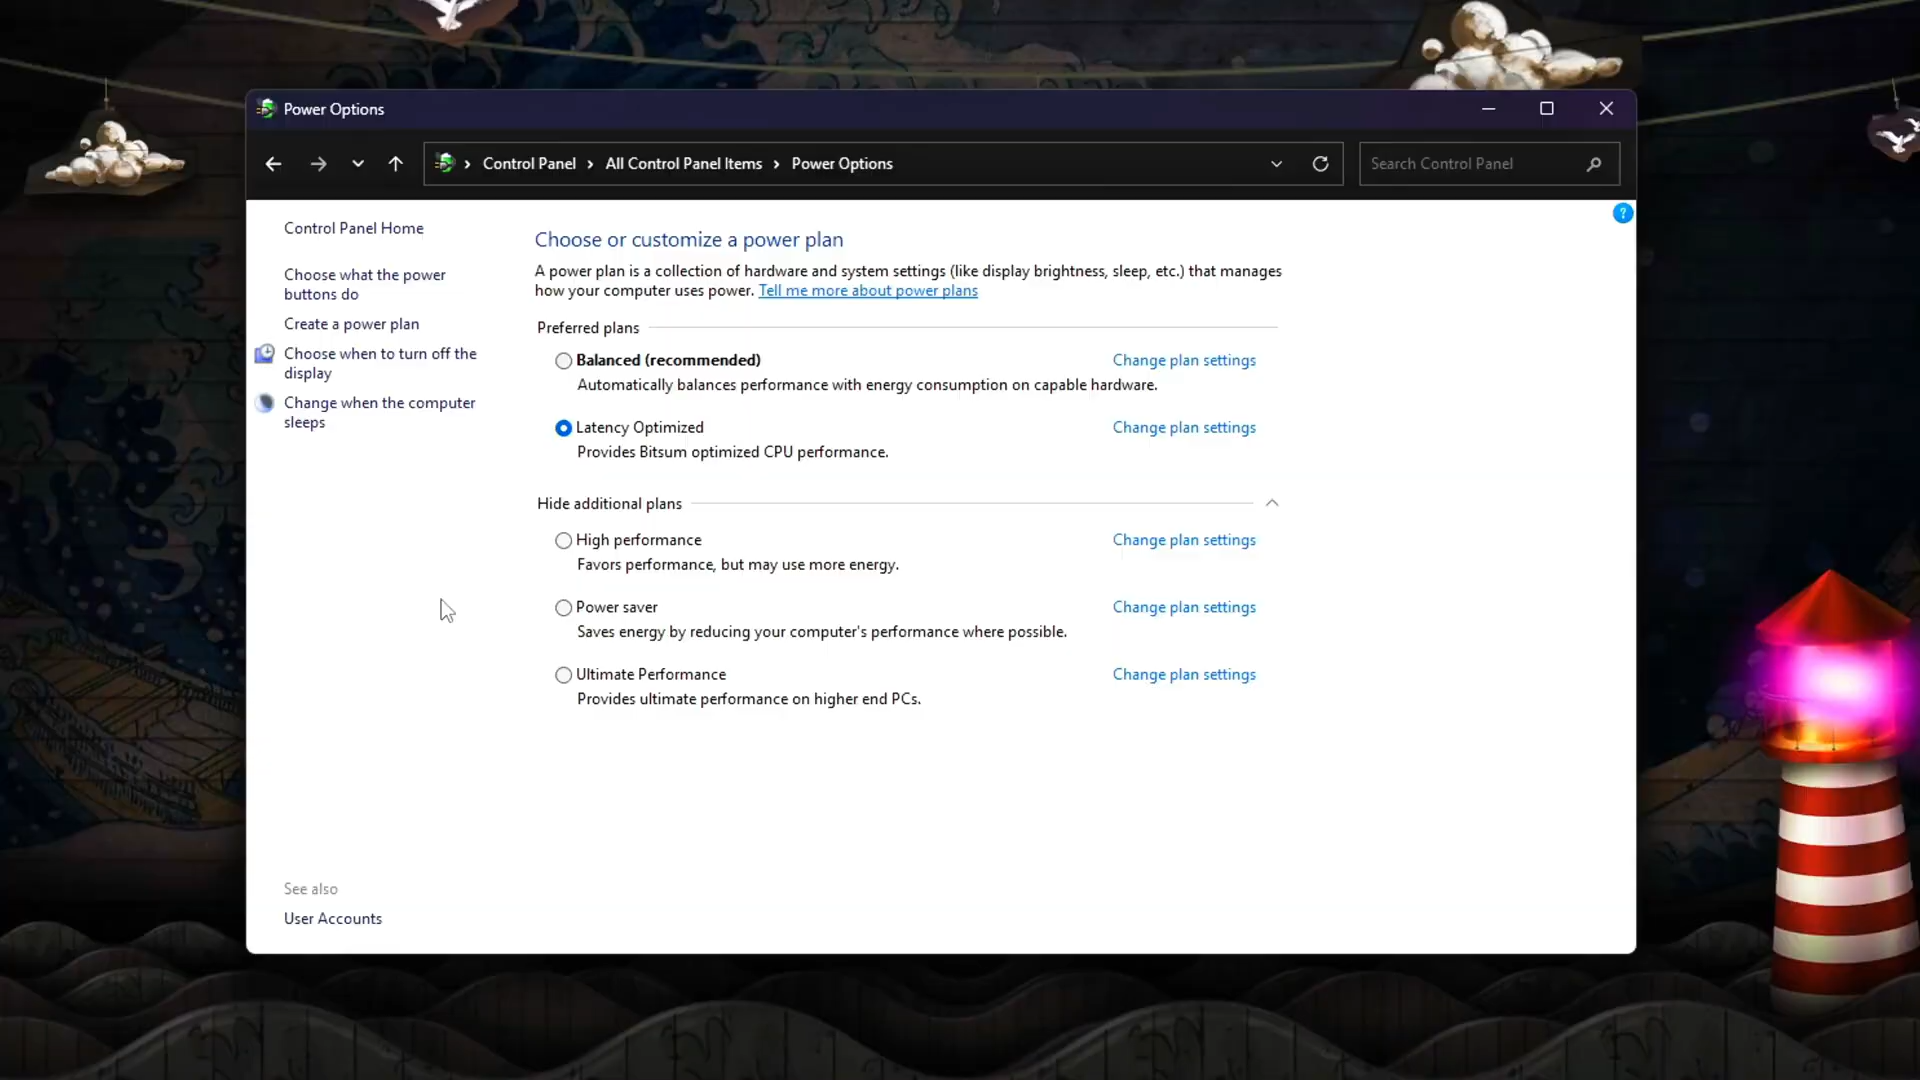 Power Options
Control Panel > All Control Panel Items > Power Options
Search Control Panel
?
Control Panel Home
Choose what the power
buttons do
Create a power plan
Choose when to turn off the
display
Change when the computer
sleeps
Choose or customize a power plan
A power plan is a collection of hardware and system settings (like display brightness, sleep, etc.) that manages
how your computer uses power. Tell me more about power plans
Preferred plans
Balanced (recommended) Change plan settings
Automatically balances performance with energy consumption on capable hardware.
Latency Optimized Change plan settings
Provides Bitsum optimized CPU performance.
Hide additional plans
High performance Change plan settings
Favors performance, but may use more energy.
Power saver Change plan settings
Saves energy by reducing your computer's performance where possible.
Ultimate Performance Change plan settings
Provides ultimate performance on higher end PCs.
See also
User Accounts